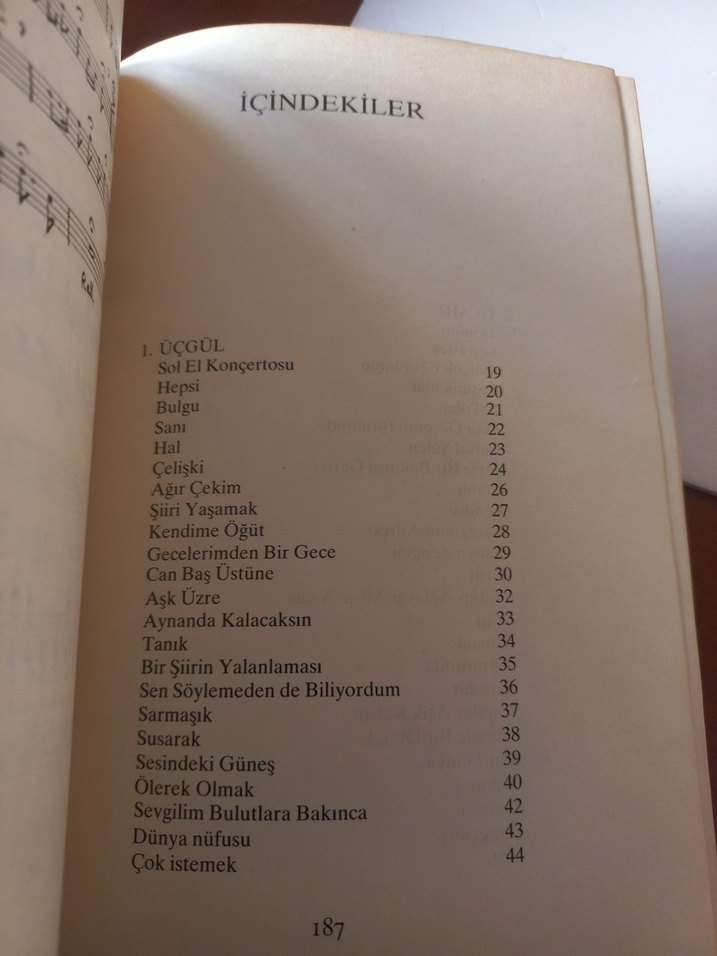 İÇİNDEKİLER
1. ÜÇGÜL
Sol El Konçertosu 19
Hepsi 20
Bulgu 21
Sanı 22
Hal 23
Çelişki 24
Ağır Çekim 26
Şiiri Yaşamak 27
Kendime Öğüt 28
Gecelerimden Bir Gece 29
Can Baş Üstüne 30
Aşk Üzre 32
Aynanda Kalacaksın 33
Tanık 34
Bir Şiirin Yalanlaması 35
Sen Söylemeden de Biliyordum 36
Sarmaşık 37
Susarak 38
Sesindeki Güneş 39
Ölerek Olmak 40
Sevgilim Bulutlara Bakınca 42
Dünya nüfusu 43
Çok istemek 44
187